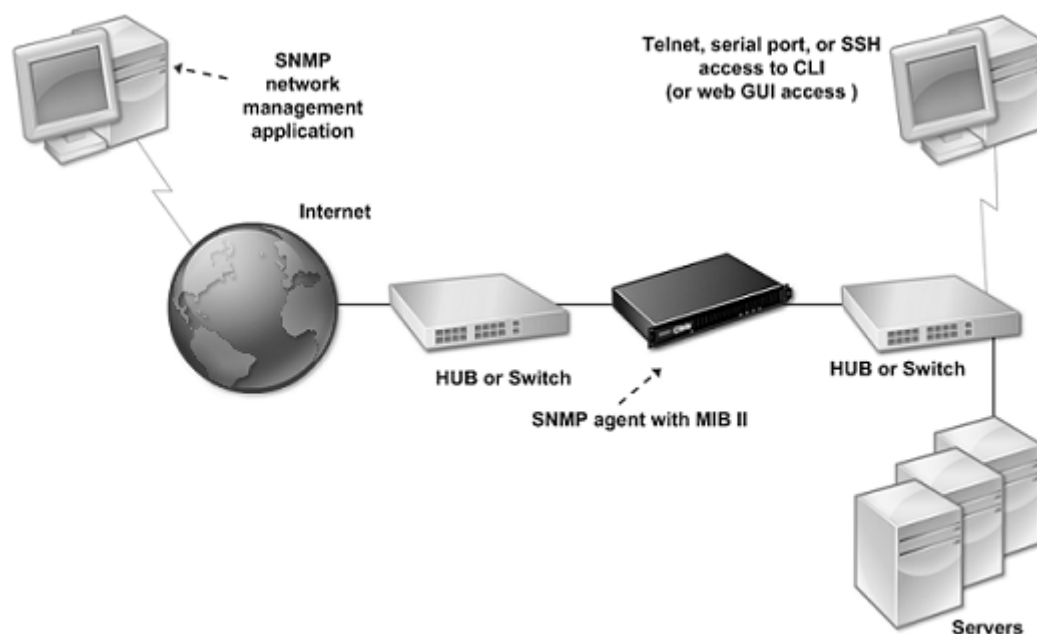 SNMP
network
management
application
Telnet, serial port, or SSH
access to CLI
(or web GUI access )
Internet
HUB or Switch
SNMP agent with MIB II
HUB or Switch
Servers